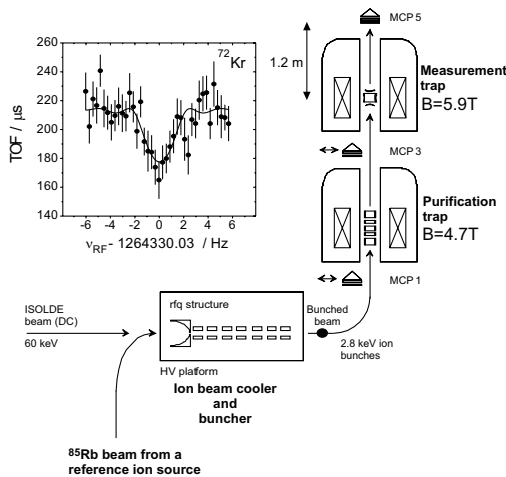 MCP 5
1.2 m
Measurement
trap
B=5.9T
MCP 3
Purification
trap
B=4.7T
MCP 1
260
240
220
200
180
160
140
TOF / μs
⁷²Kr
-6 -4 -2 0 2 4 6
ν_RF - 1264330.03 / Hz
ISOLDE
beam (DC)
60 keV
rfq structure
HV platform
Bunched
beam
2.8 keV ion
bunches
Ion beam cooler
and
buncher
⁸⁵Rb beam from a
reference ion source